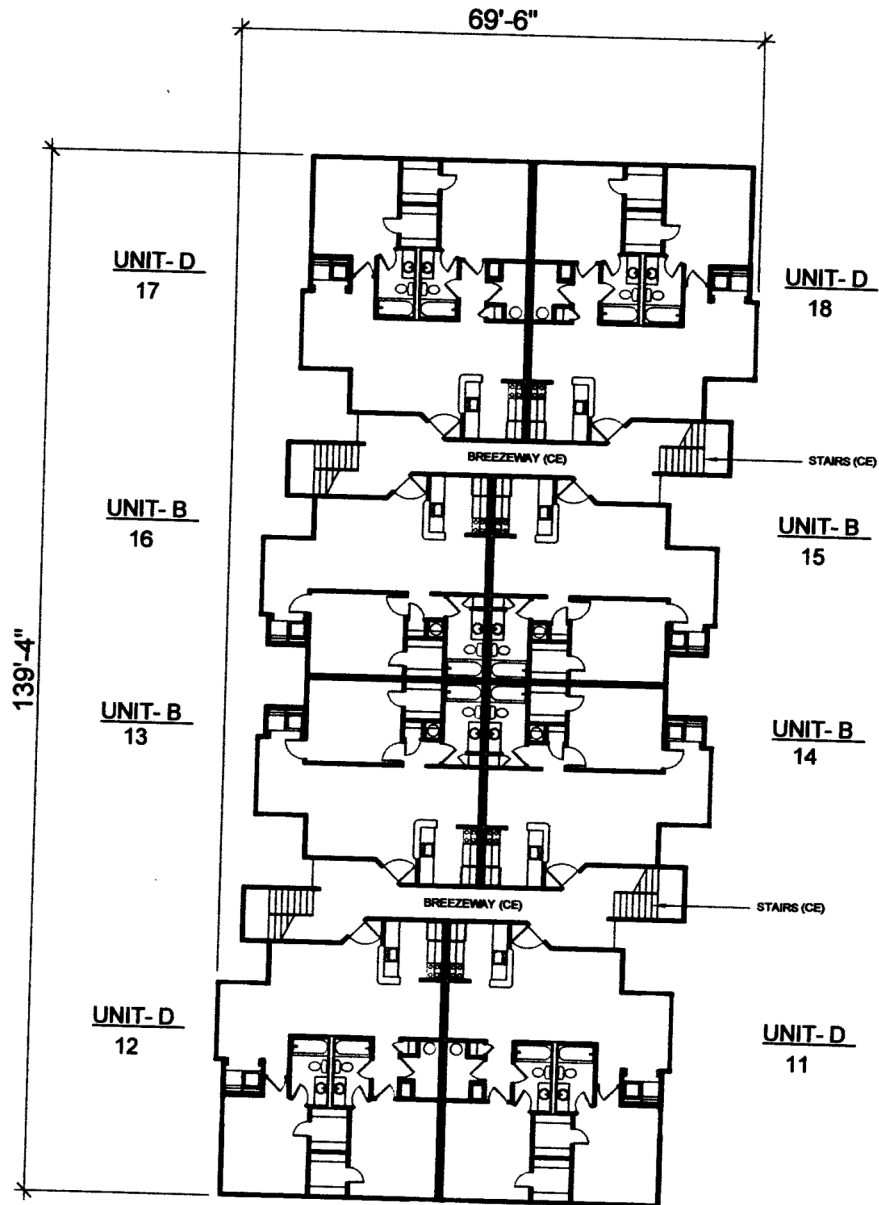 69'-6"
139'-4"
UNIT- D
17
UNIT- D
18
BREEZEWAY (CE)
STAIRS (CE)
UNIT- B
16
UNIT- B
15
UNIT- B
13
UNIT- B
14
BREEZEWAY (CE)
STAIRS (CE)
UNIT- D
12
UNIT- D
11